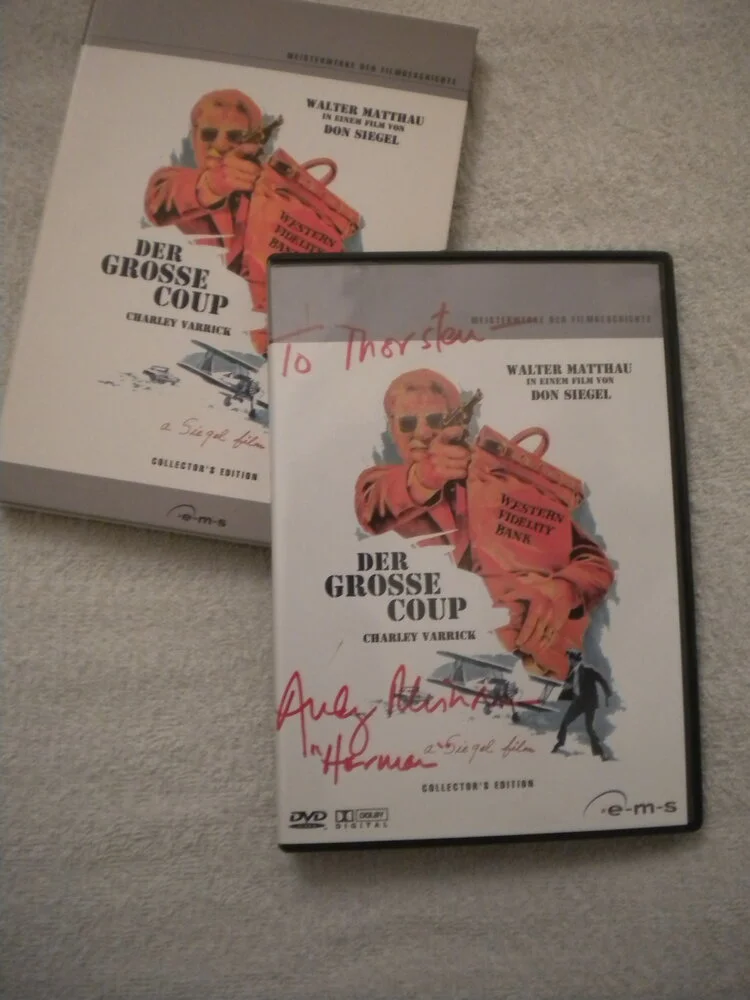 MEISTERWERKE DER FILMGESCHICHTE
WALTER MATTHAU
IN EINEM FILM VON
DON SIEGEL
WESTERN
FIDELITY
BANK
DER
GROSSE
COUP
CHARLEY VARRICK
a Siegel film
COLLECTOR'S EDITION
e-m-s
MEISTERWERKE DER FILMGESCHICHTE
To Thorsten
WALTER MATTHAU
IN EINEM FILM VON
DON SIEGEL
WESTERN
FIDELITY
BANK
DER
GROSSE
COUP
CHARLEY VARRICK
Andy
"Harman"
a Siegel film
COLLECTOR'S EDITION
DVD
DOLBY
DIGITAL
e-m-s